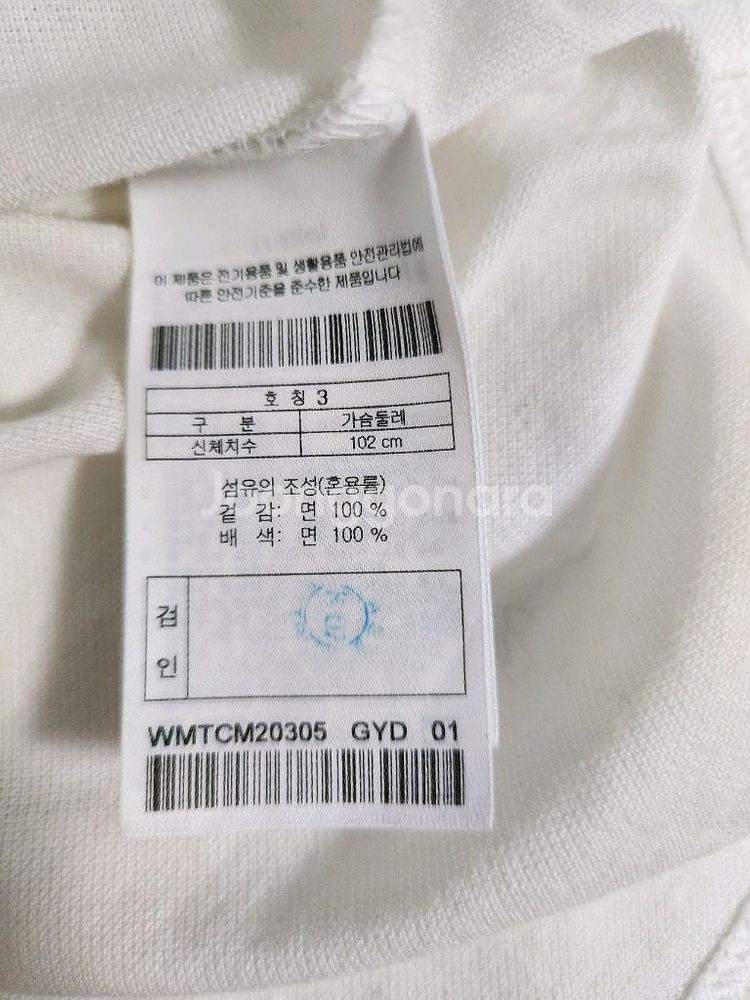 이 제품은 전기용품 및 생활용품 안전관리법에
따른 안전기준을 준수한 제품입니다
호 칭 3
구 분 가슴둘레
신체치수 102 cm
섬유의 조성(혼용률)
겉 감: 면 100 %
배 색: 면 100 %
검
인
WMTCM20305 GYD 01